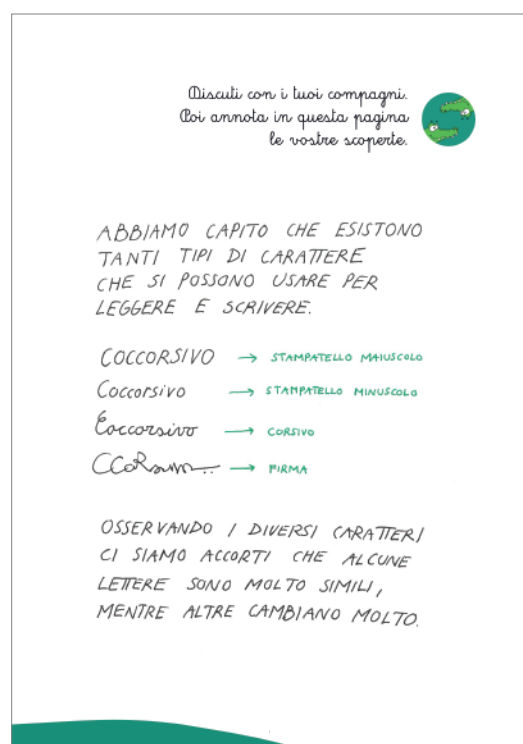 Discuti con i tuoi compagni.
Poi annota in questa pagina
le vostre scoperte.
ABBIAMO CAPITO CHE ESISTONO
TANTI TIPI DI CARATTERE
CHE SI POSSONO USARE PER
LEGGERE E SCRIVERE.
COCCORSIVO → STAMPATELLO MAIUSCOLO
Coccorsivo → STAMPATELLO MINUSCOLO
Coccorsivo → CORSIVO
→ FIRMA
OSSERVANDO I DIVERSI CARATTERI
CI SIAMO ACCORTI CHE ALCUNE
LETTERE SONO MOLTO SIMILI,
MENTRE ALTRE CAMBIANO MOLTO.